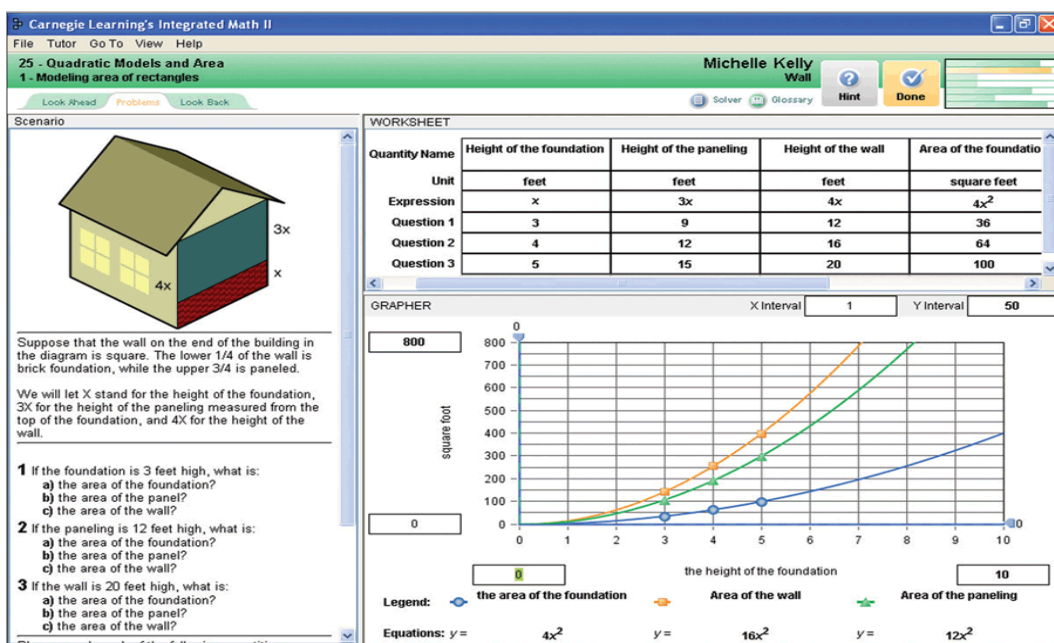 Carnegie Learning's Integrated Math II
File Tutor Go To View Help
25 - Quadratic Models and Area
1 - Modeling area of rectangles
Michelle Kelly
Wall
Look Ahead Problems Look Back
Solver Glossary
Hint
Done
Scenario
3x
x
4x
Suppose that the wall on the end of the building in
the diagram is square. The lower 1/4 of the wall is
brick foundation, while the upper 3/4 is paneled.
We will let X stand for the height of the foundation,
3X for the height of the paneling measured from the
top of the foundation, and 4X for the height of the
wall.
1 If the foundation is 3 feet high, what is:
a) the area of the foundation?
b) the area of the panel?
c) the area of the wall?
2 If the paneling is 12 feet high, what is:
a) the area of the foundation?
b) the area of the panel?
c) the area of the wall?
3 If the wall is 20 feet high, what is:
a) the area of the foundation?
b) the area of the panel?
c) the area of the wall?
WORKSHEET
Quantity Name Height of the foundation Height of the paneling Height of the wall Area of the foundatio
Unit feet feet feet square feet
Expression x 3x 4x 4x²
Question 1 3 9 12 36
Question 2 4 12 16 64
Question 3 5 15 20 100
GRAPHER X Interval 1 Y Interval 50
800
0
0
800
700
600
500
400
300
200
100
0
square foot
0 1 2 3 4 5 6 7 8 9 10
0
0 the height of the foundation 10
Legend: the area of the foundation Area of the wall Area of the paneling
Equations: y = 4x² y = 16x² y = 12x²